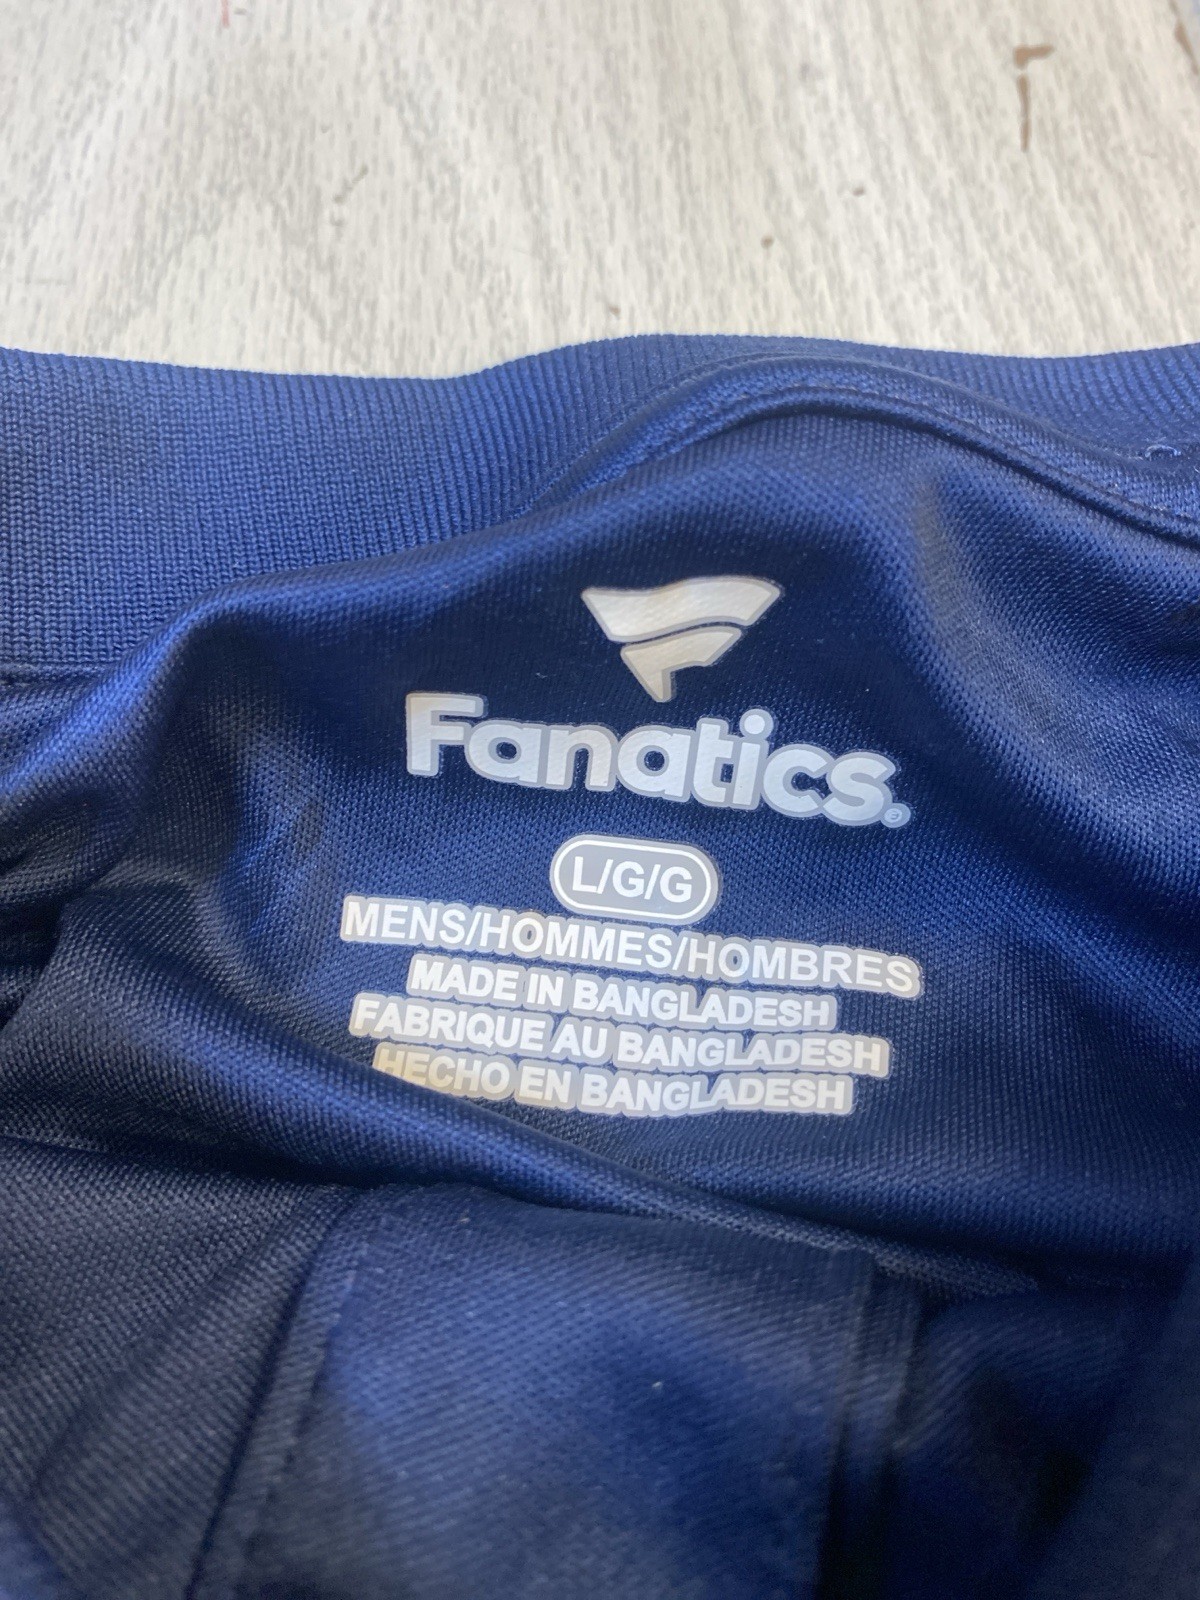 Fanatics
L/G/G
MENS/HOMMES/HOMBRES
MADE IN BANGLADESH
FABRIQUE AU BANGLADESH
HECHO EN BANGLADESH